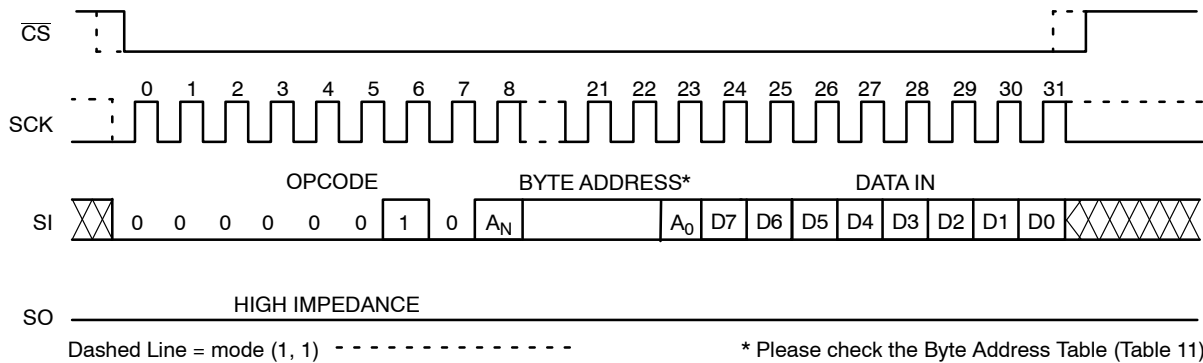 CS
0 1 2 3 4 5 6 7 8 21 22 23 24 25 26 27 28 29 30 31
SCK
OPCODE BYTE ADDRESS* DATA IN
SI 0 0 0 0 0 0 1 0 AN A0 D7 D6 D5 D4 D3 D2 D1 D0
HIGH IMPEDANCE
SO
Dashed Line = mode (1, 1) * Please check the Byte Address Table (Table 11)